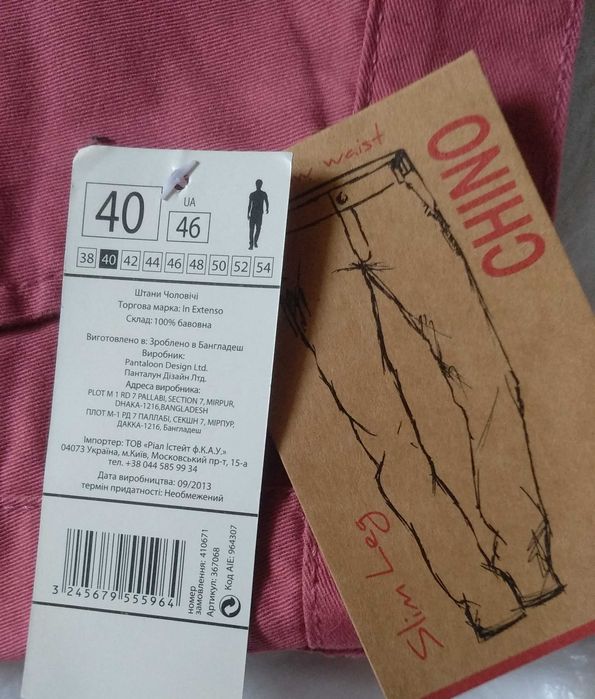 40
UA
46
38 40 42 44 46 48 50 52 54
Штани Чоловічі
Торгова марка: In Extenso
Склад: 100% бавовна
Виготовлено в: Зроблено в Бангладеш
Виробник:
Pantaloon Design Ltd.
Панталун Дізайн Лтд.
Адреса виробника:
PLOT M 1 RD 7 PALLABI, SECTION 7, MIRPUR,
DHAKA-1216,BANGLADESH
ПЛОТ М-1 РД 7 ПАЛЛАБІ, СЕКШН 7, МІРПУР,
ДАККА-1216, Бангладеш
Імпортер: ТОВ «Ріал Істейт ф.К.А.У.»
04073 Україна, м.Київ, Московський пр-т, 15-а
тел. +38 044 585 99 34
Дата виробництва: 09/2013
термін придатності: Необмежений
3 245679 555964
номер
замовлення: 410671
Артикул: 367068
Код АІЕ: 964307
CHINO
waist
Slim Leg